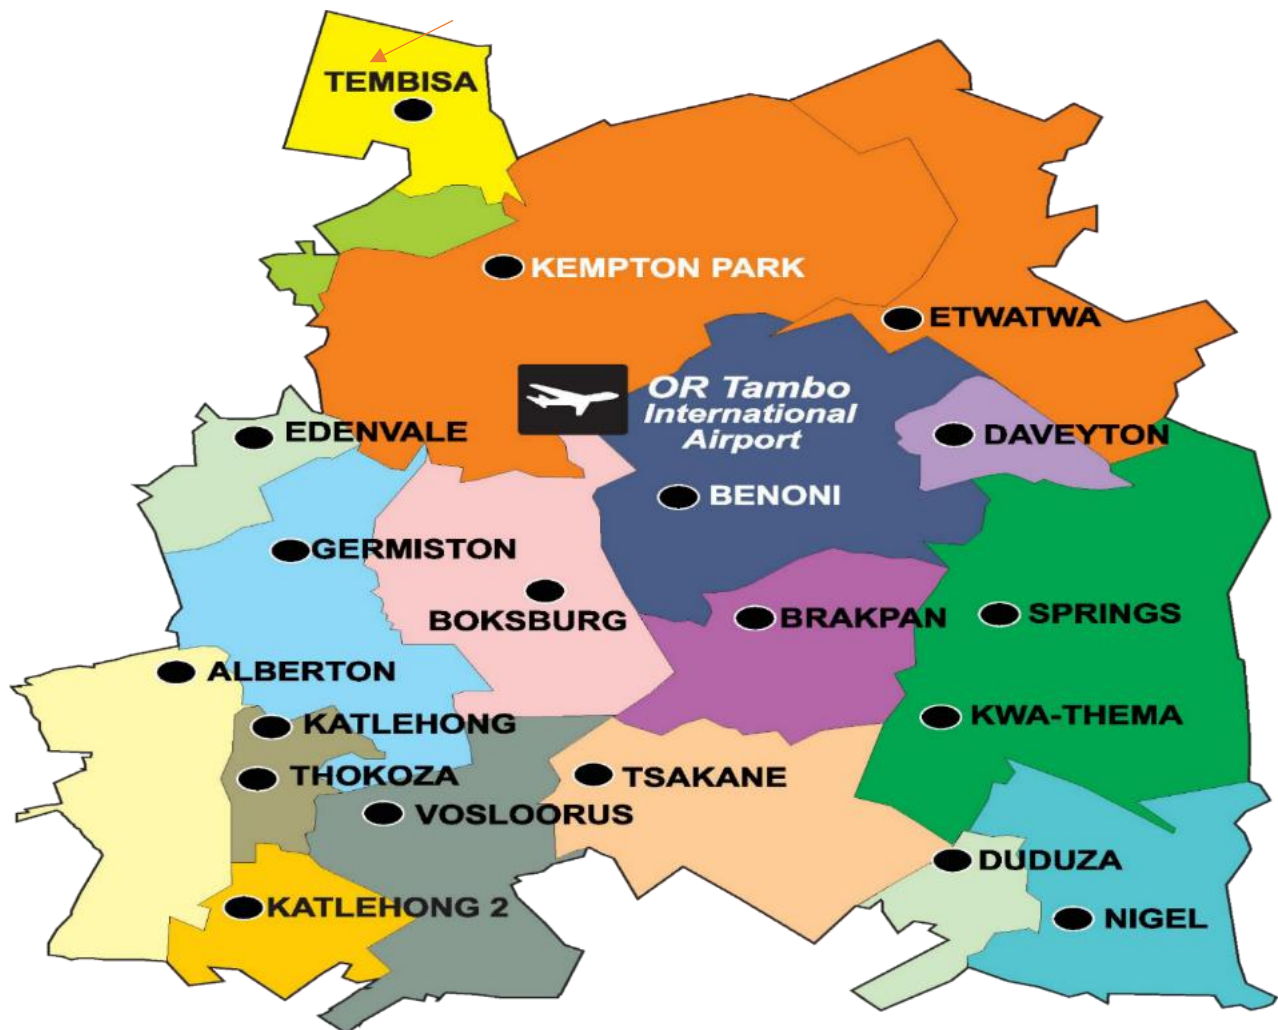 TEMBISA
KEMPTON PARK
ETWATWA
OR Tambo
International
Airport
EDENVALE
DAVEYTON
BENONI
GERMISTON
BOKSBURG
BRAKPAN
SPRINGS
ALBERTON
KATLEHONG
KWA-THEMA
THOKOZA
TSAKANE
VOSLOORUS
DUDUZA
KATLEHONG 2
NIGEL